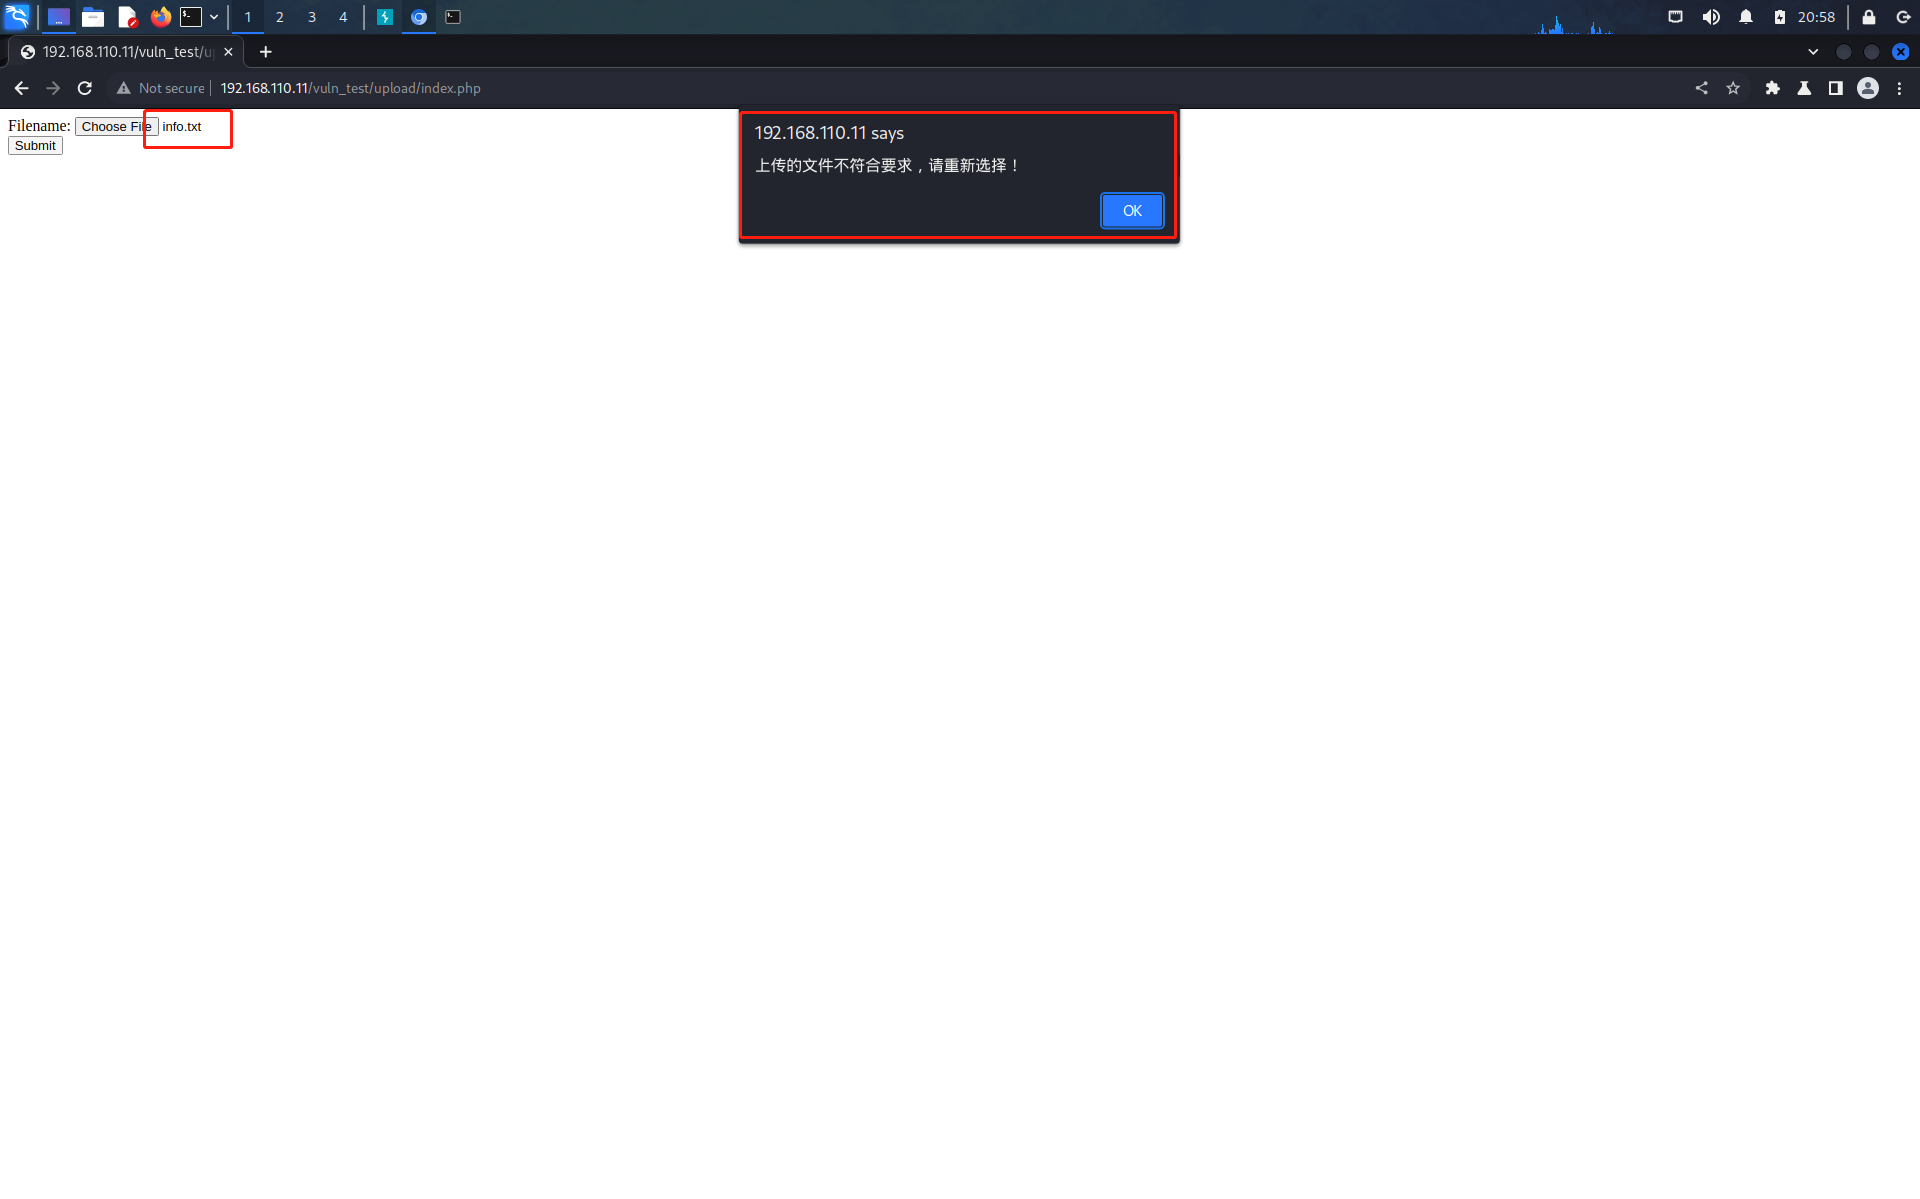 1 2 3 4
20:58
192.168.110.11/vuln_test/up
Not secure
192.168.110.11/vuln_test/upload/index.php
Filename: Choose File info.txt
Submit
192.168.110.11 says
上传的文件不符合要求，请重新选择！
OK